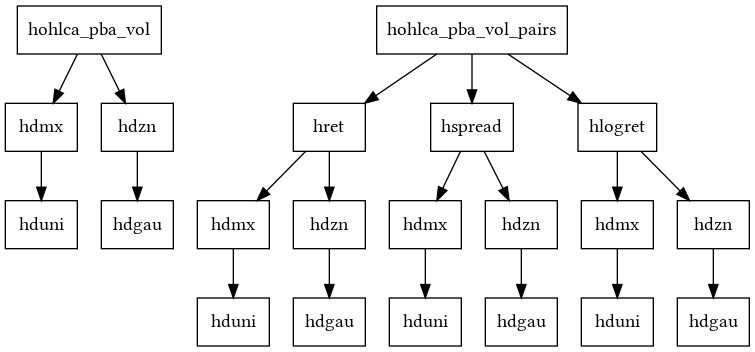 hohlca_pba_vol
hohlca_pba_vol_pairs
hdmx
hdzn
hret
hspread
hlogret
hduni
hdgau
hdmx
hdzn
hdmx
hdzn
hdmx
hdzn
hduni
hdgau
hduni
hdgau
hduni
hdgau